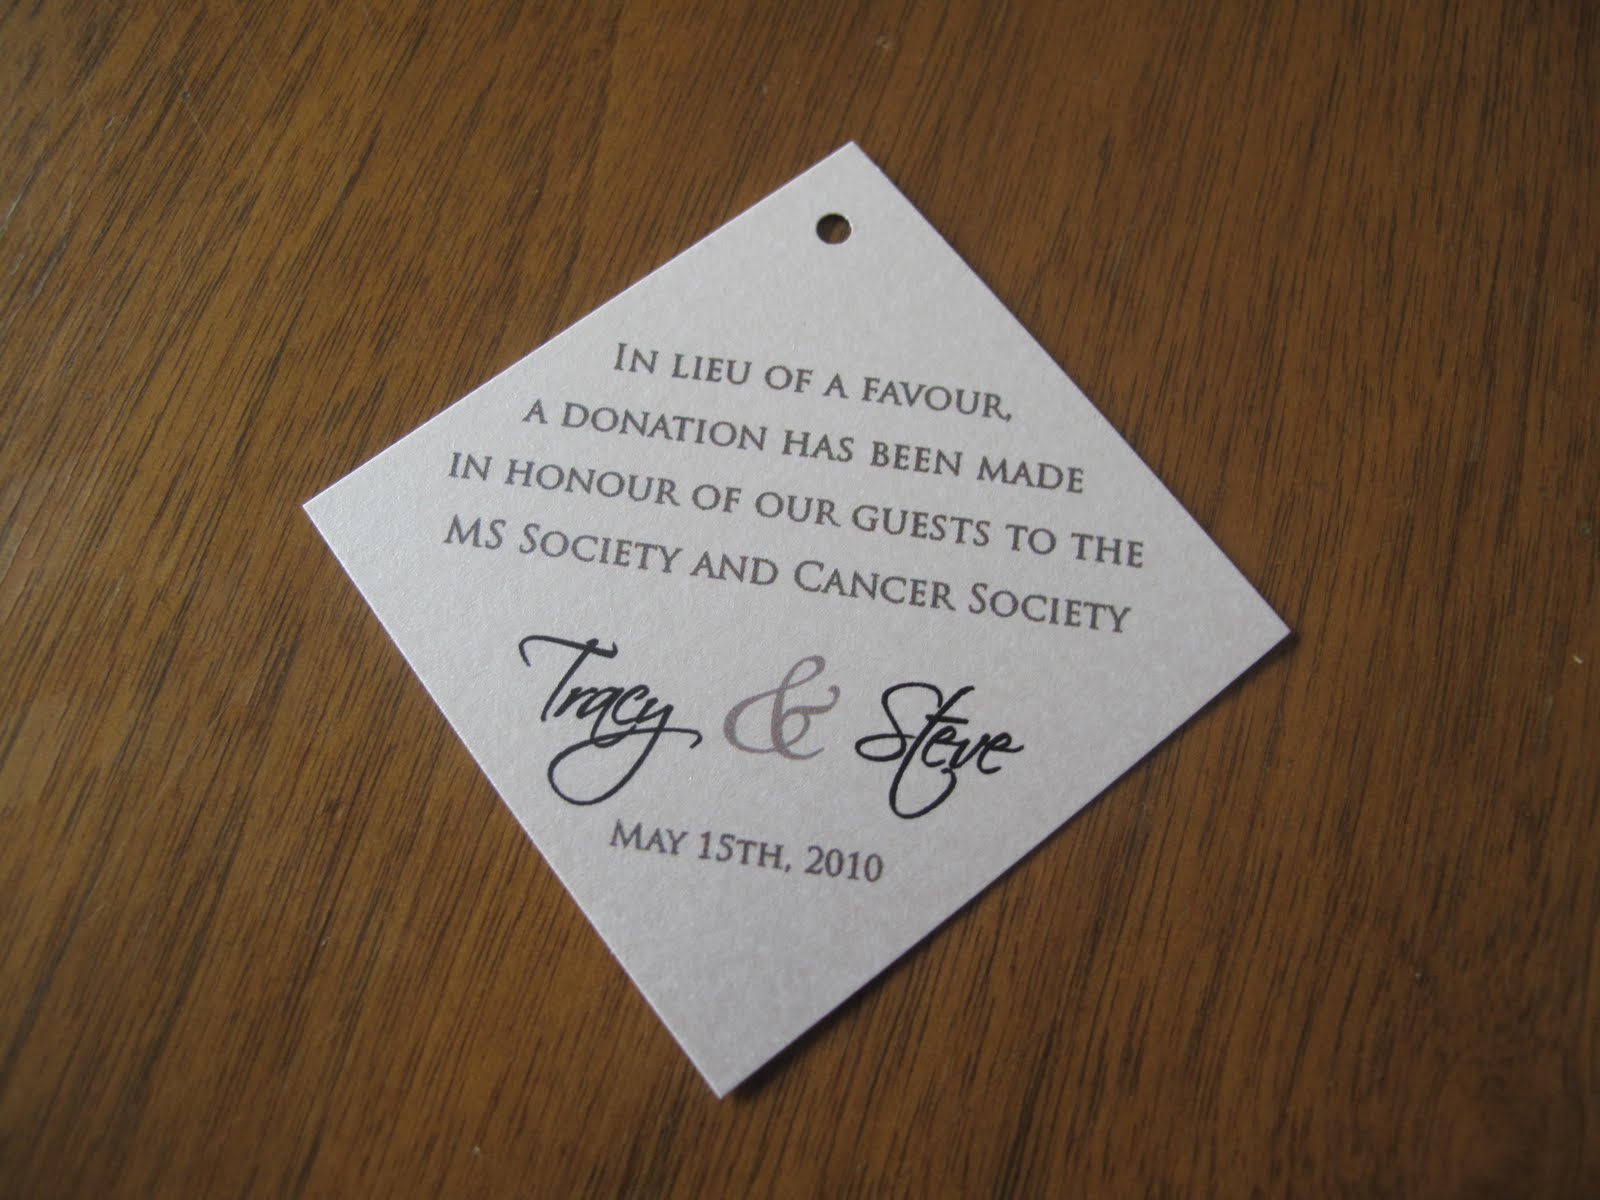 In lieu of a favour,
a donation has been made
in honour of our guests to the
MS Society and Cancer Society
Tracy & Steve
May 15th, 2010